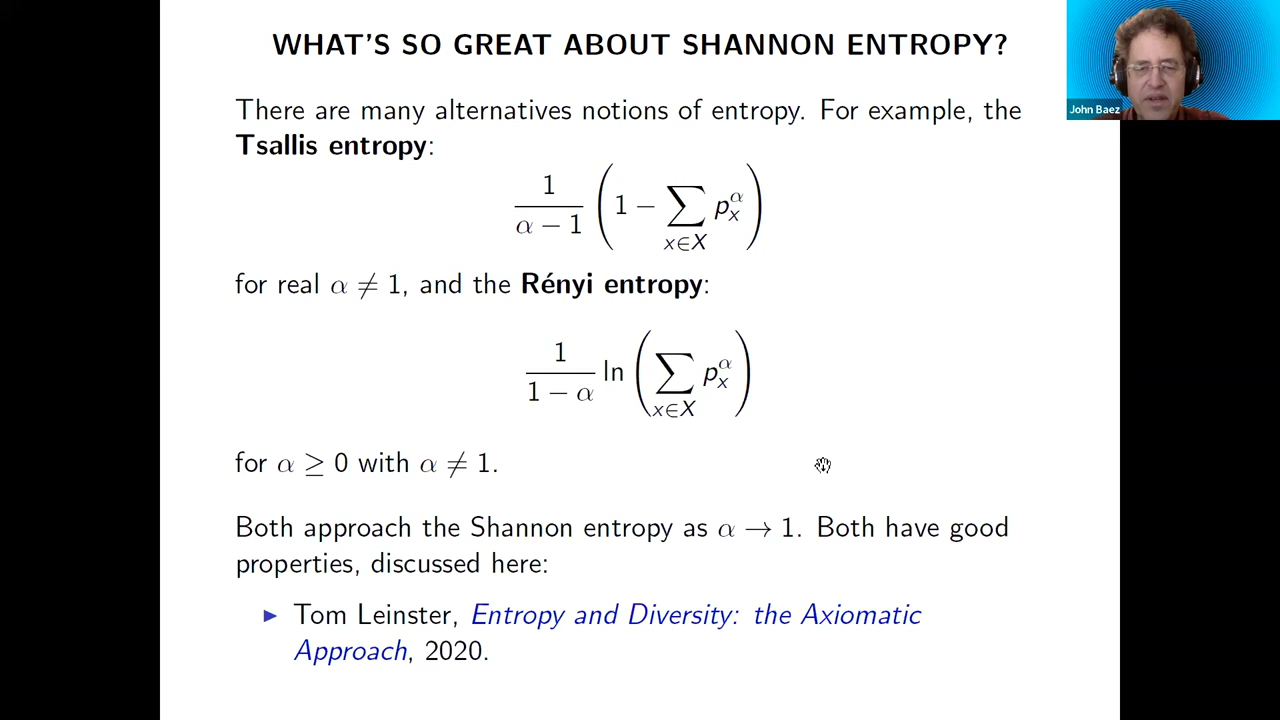 WHAT'S SO GREAT ABOUT SHANNON ENTROPY?
John Baez
There are many alternatives notions of entropy. For example, the
Tsallis entropy:
1/(α − 1) (1 − ∑_{x∈X} p_x^α)
for real α ≠ 1, and the Rényi entropy:
1/(1 − α) ln (∑_{x∈X} p_x^α)
for α ≥ 0 with α ≠ 1.
Both approach the Shannon entropy as α → 1. Both have good
properties, discussed here:
▶ Tom Leinster, Entropy and Diversity: the Axiomatic
Approach, 2020.